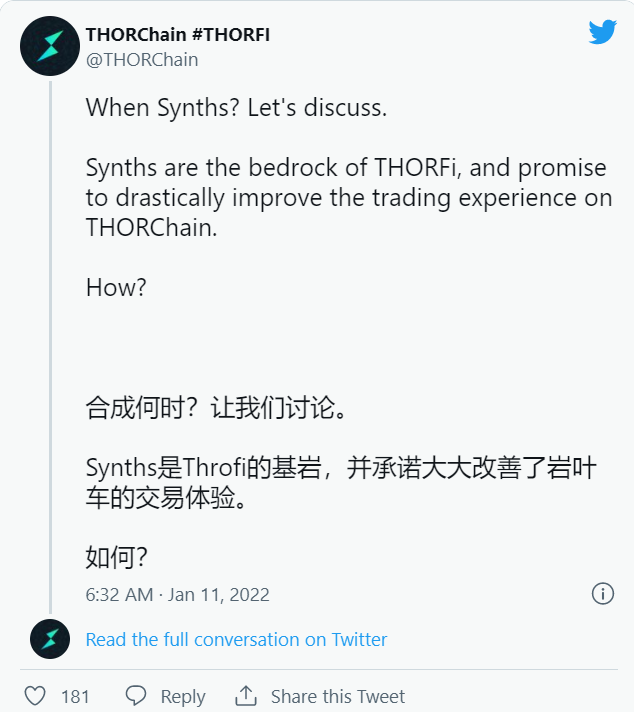 THORChain #THORFI
@THORChain
When Synths? Let's discuss.
Synths are the bedrock of THORFi, and promise
to drastically improve the trading experience on
THORChain.
How?
合成何时？让我们讨论。
Synths是Throfi的基岩，并承诺大大改善了岩叶
车的交易体验。
如何？
6:32 AM · Jan 11, 2022
Read the full conversation on Twitter
181 Reply Share this Tweet